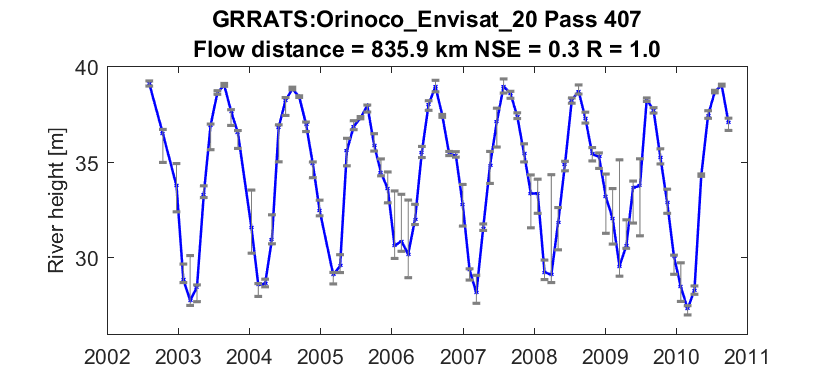 GRRATS:Orinoco_Envisat_20 Pass 407
Flow distance = 835.9 km NSE = 0.3 R = 1.0
River height [m]
40
35
30
2002 2003 2004 2005 2006 2007 2008 2009 2010 2011